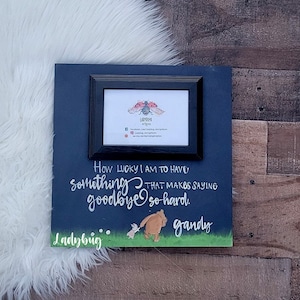 How lucky I am to have
something that makes saying
goodbye so hard.
gandy
Ladybug